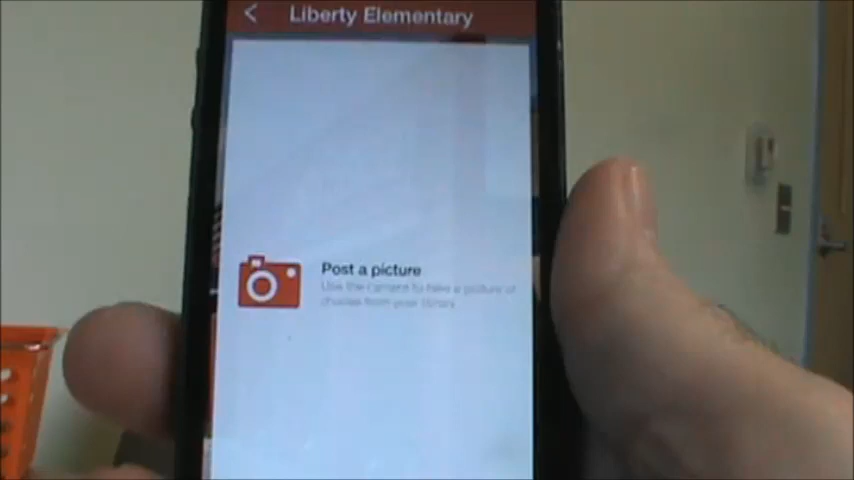 Liberty Elementary
Post a picture
Use the camera to take a picture or
choose from your library.